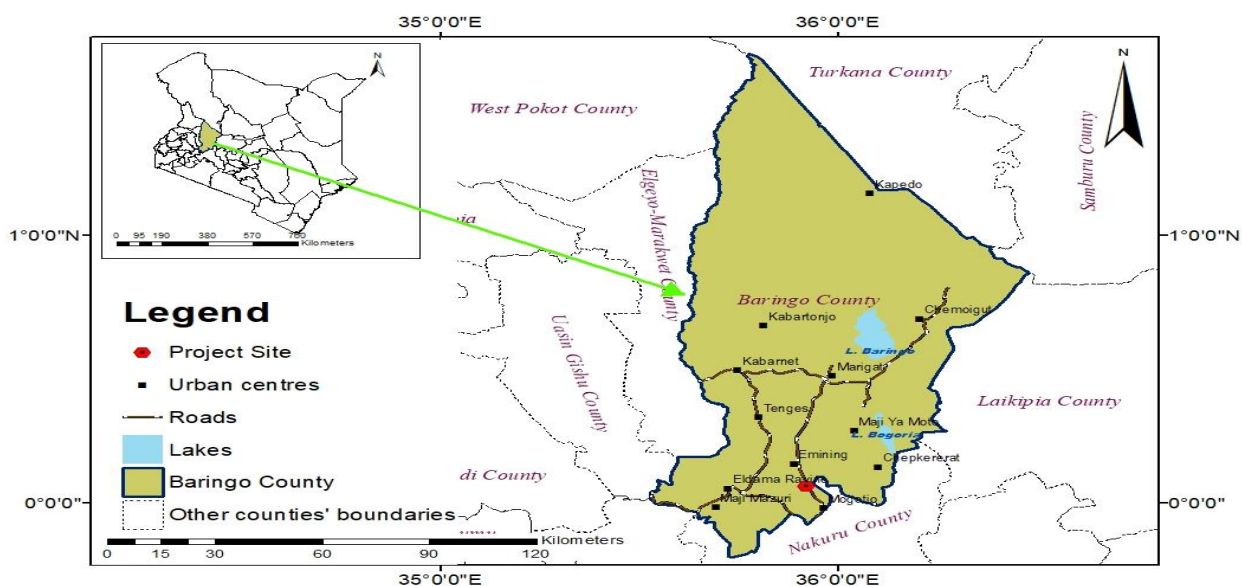 35°0'0"E
36°0'0"E
N
N
Turkana County
West Pokot County
Samburu County
Elgeyo-Marakwet County
Kapedo
1°0'0"N
1°0'0"N
0 95 190 380 570 760
Kilometers
Baringo County
Kabartonjo
Chemoigut
L. Baringo
Legend
Project Site
Urban centres
Roads
Lakes
Baringo County
Other counties' boundaries
Uasin Gishu County
Kabarnet
Marigat
Laikipia County
Tenges
Maji Ya Moto
L. Bogoria
Emining
Chepkererat
di County
Eldama Ravine
Maji Mazuri
Mogotio
Nakuru County
0°0'0"
0°0'0"
0 15 30 60 90 120
Kilometers
35°0'0"E
36°0'0"E